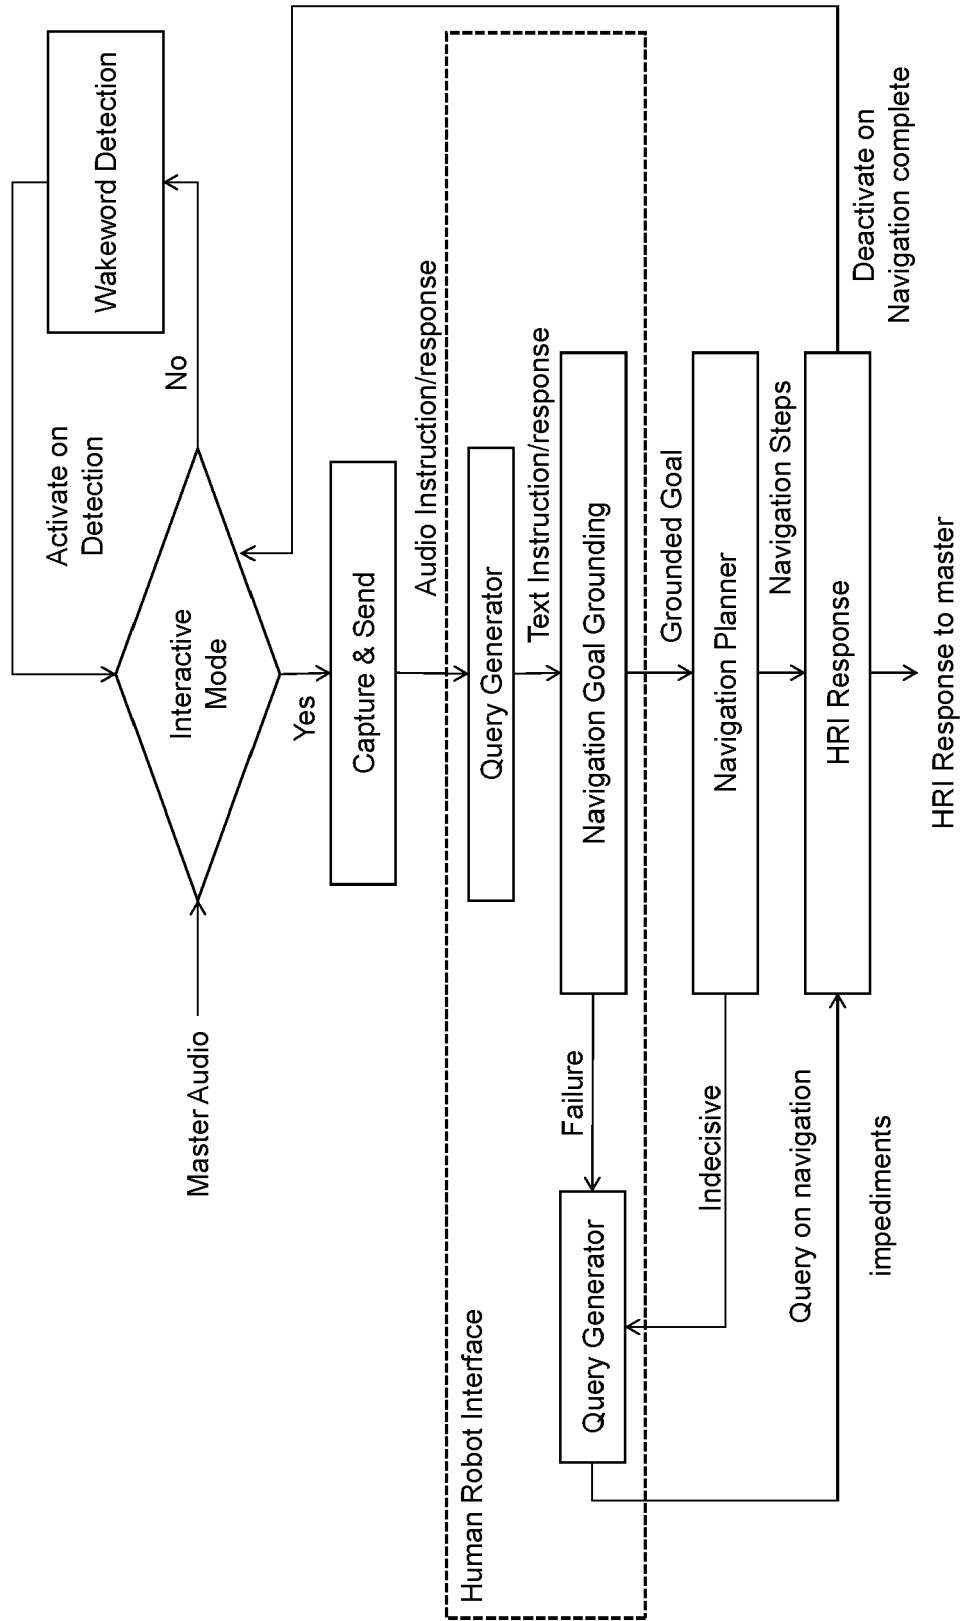 Master Audio
Interactive
Mode
Activate on
Detection
No
Wakeword Detection
Yes
Capture & Send
Audio Instruction/response
Human Robot Interface
Query Generator
Text Instruction/response
Query Generator
Failure
Navigation Goal Grounding
Indecisive
Grounded Goal
Navigation Planner
Query on navigation
impediments
Navigation Steps
HRI Response
Deactivate on
Navigation complete
HRI Response to master